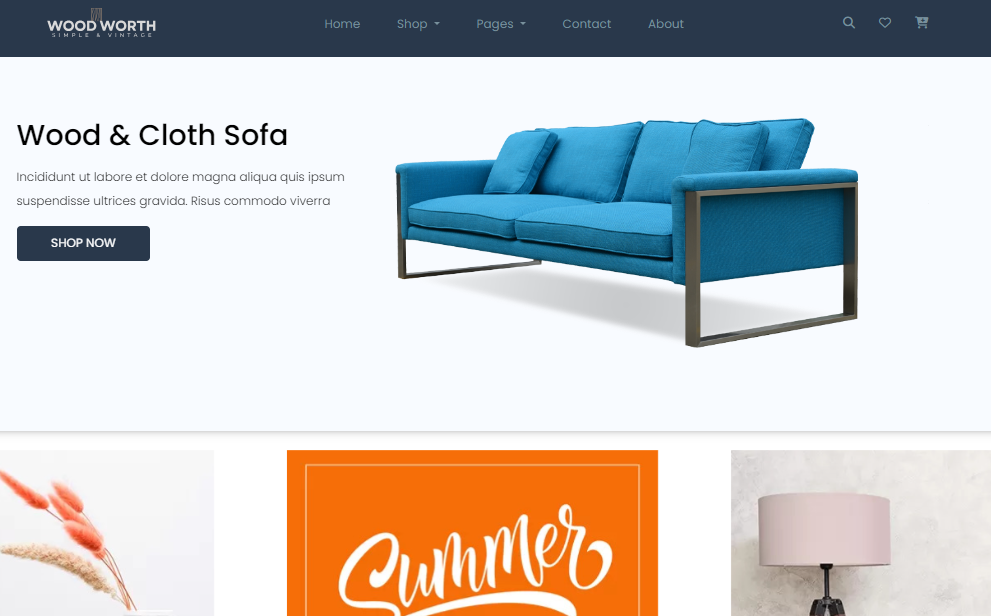 WOOD WORTH
SIMPLE & VINTAGE
Home Shop Pages Contact About
Wood & Cloth Sofa
Incididunt ut labore et dolore magna aliqua quis ipsum
suspendisse ultrices gravida. Risus commodo viverra
SHOP NOW
Summer